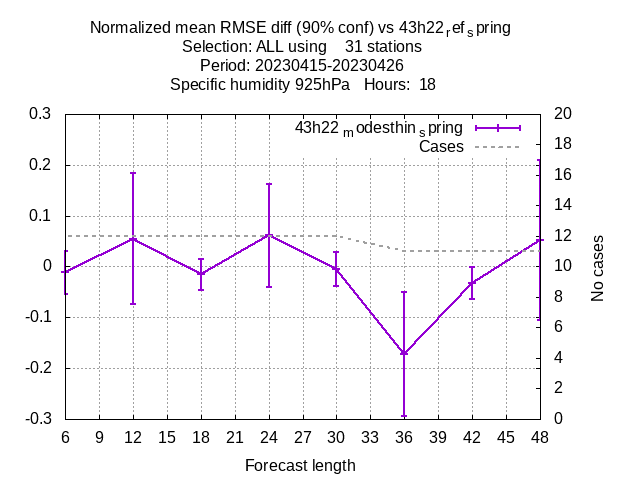 Normalized mean RMSE diff (90% conf) vs 43h22refspring
Selection: ALL using 31 stations
Period: 20230415-20230426
Specific humidity 925hPa Hours: 18
43h22modesthinspring
Cases
0.3
0.2
0.1
0
-0.1
-0.2
-0.3
20
18
16
14
12
10
8
6
4
2
0
No cases
6 9 12 15 18 21 24 27 30 33 36 39 42 45 48
Forecast length